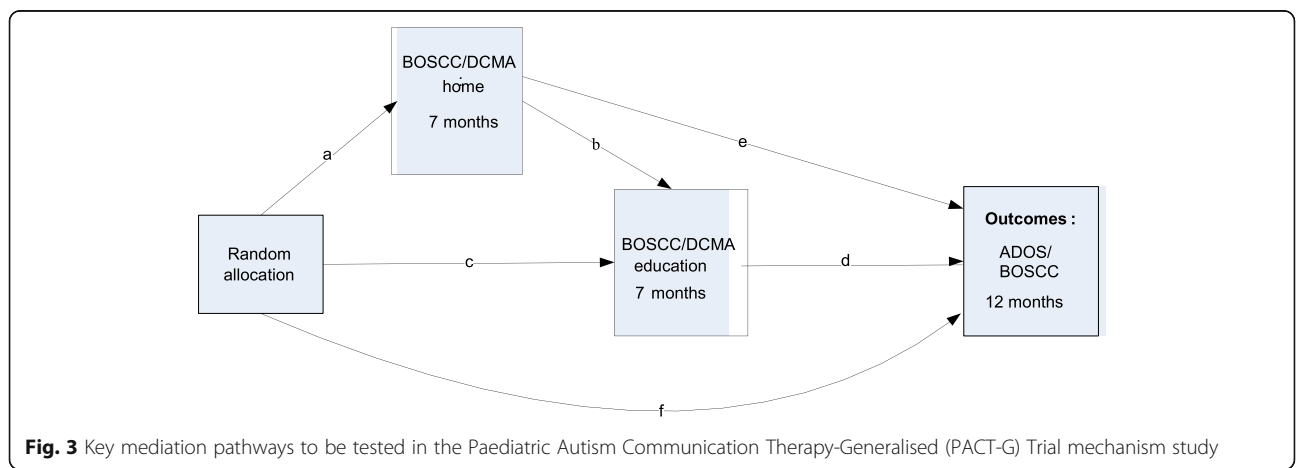 BOSCC/DCMA
home
7 months
a
b
e
Random
allocation
c
BOSCC/DCMA
education
7 months
d
Outcomes :
ADOS/
BOSCC
12 months
f
Fig. 3 Key mediation pathways to be tested in the Paediatric Autism Communication Therapy-Generalised (PACT-G) Trial mechanism study